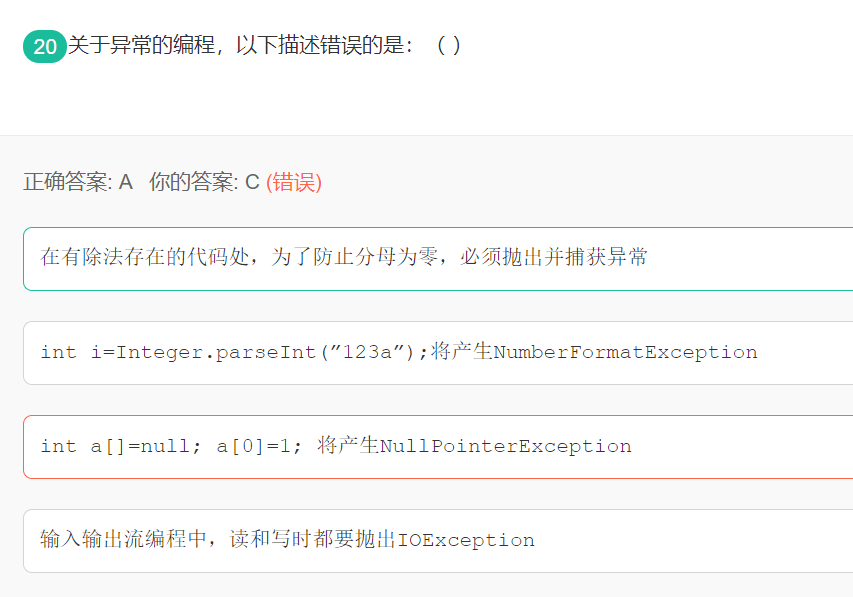 20 关于异常的编程，以下描述错误的是： （ ）
正确答案: A 你的答案: C (错误)
在有除法存在的代码处，为了防止分母为零，必须抛出并捕获异常
int i=Integer.parseInt(”123a”);将产生NumberFormatException
int a[]=null; a[0]=1; 将产生NullPointerException
输入输出流编程中，读和写时都要抛出IOException